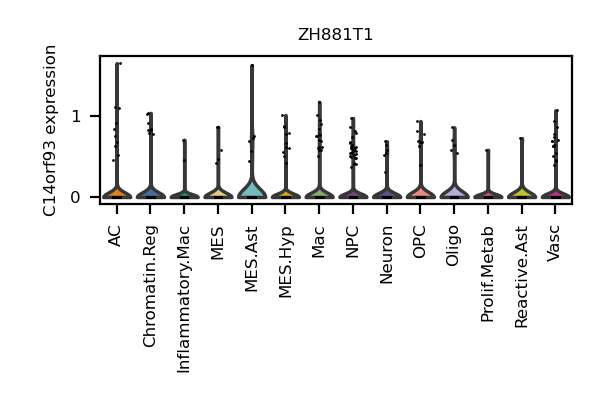 ZH881T1
C14orf93 expression
1
0
AC
Chromatin.Reg
Inflammatory.Mac
MES
MES.Ast
MES.Hyp
Mac
NPC
Neuron
OPC
Oligo
Prolif.Metab
Reactive.Ast
Vasc